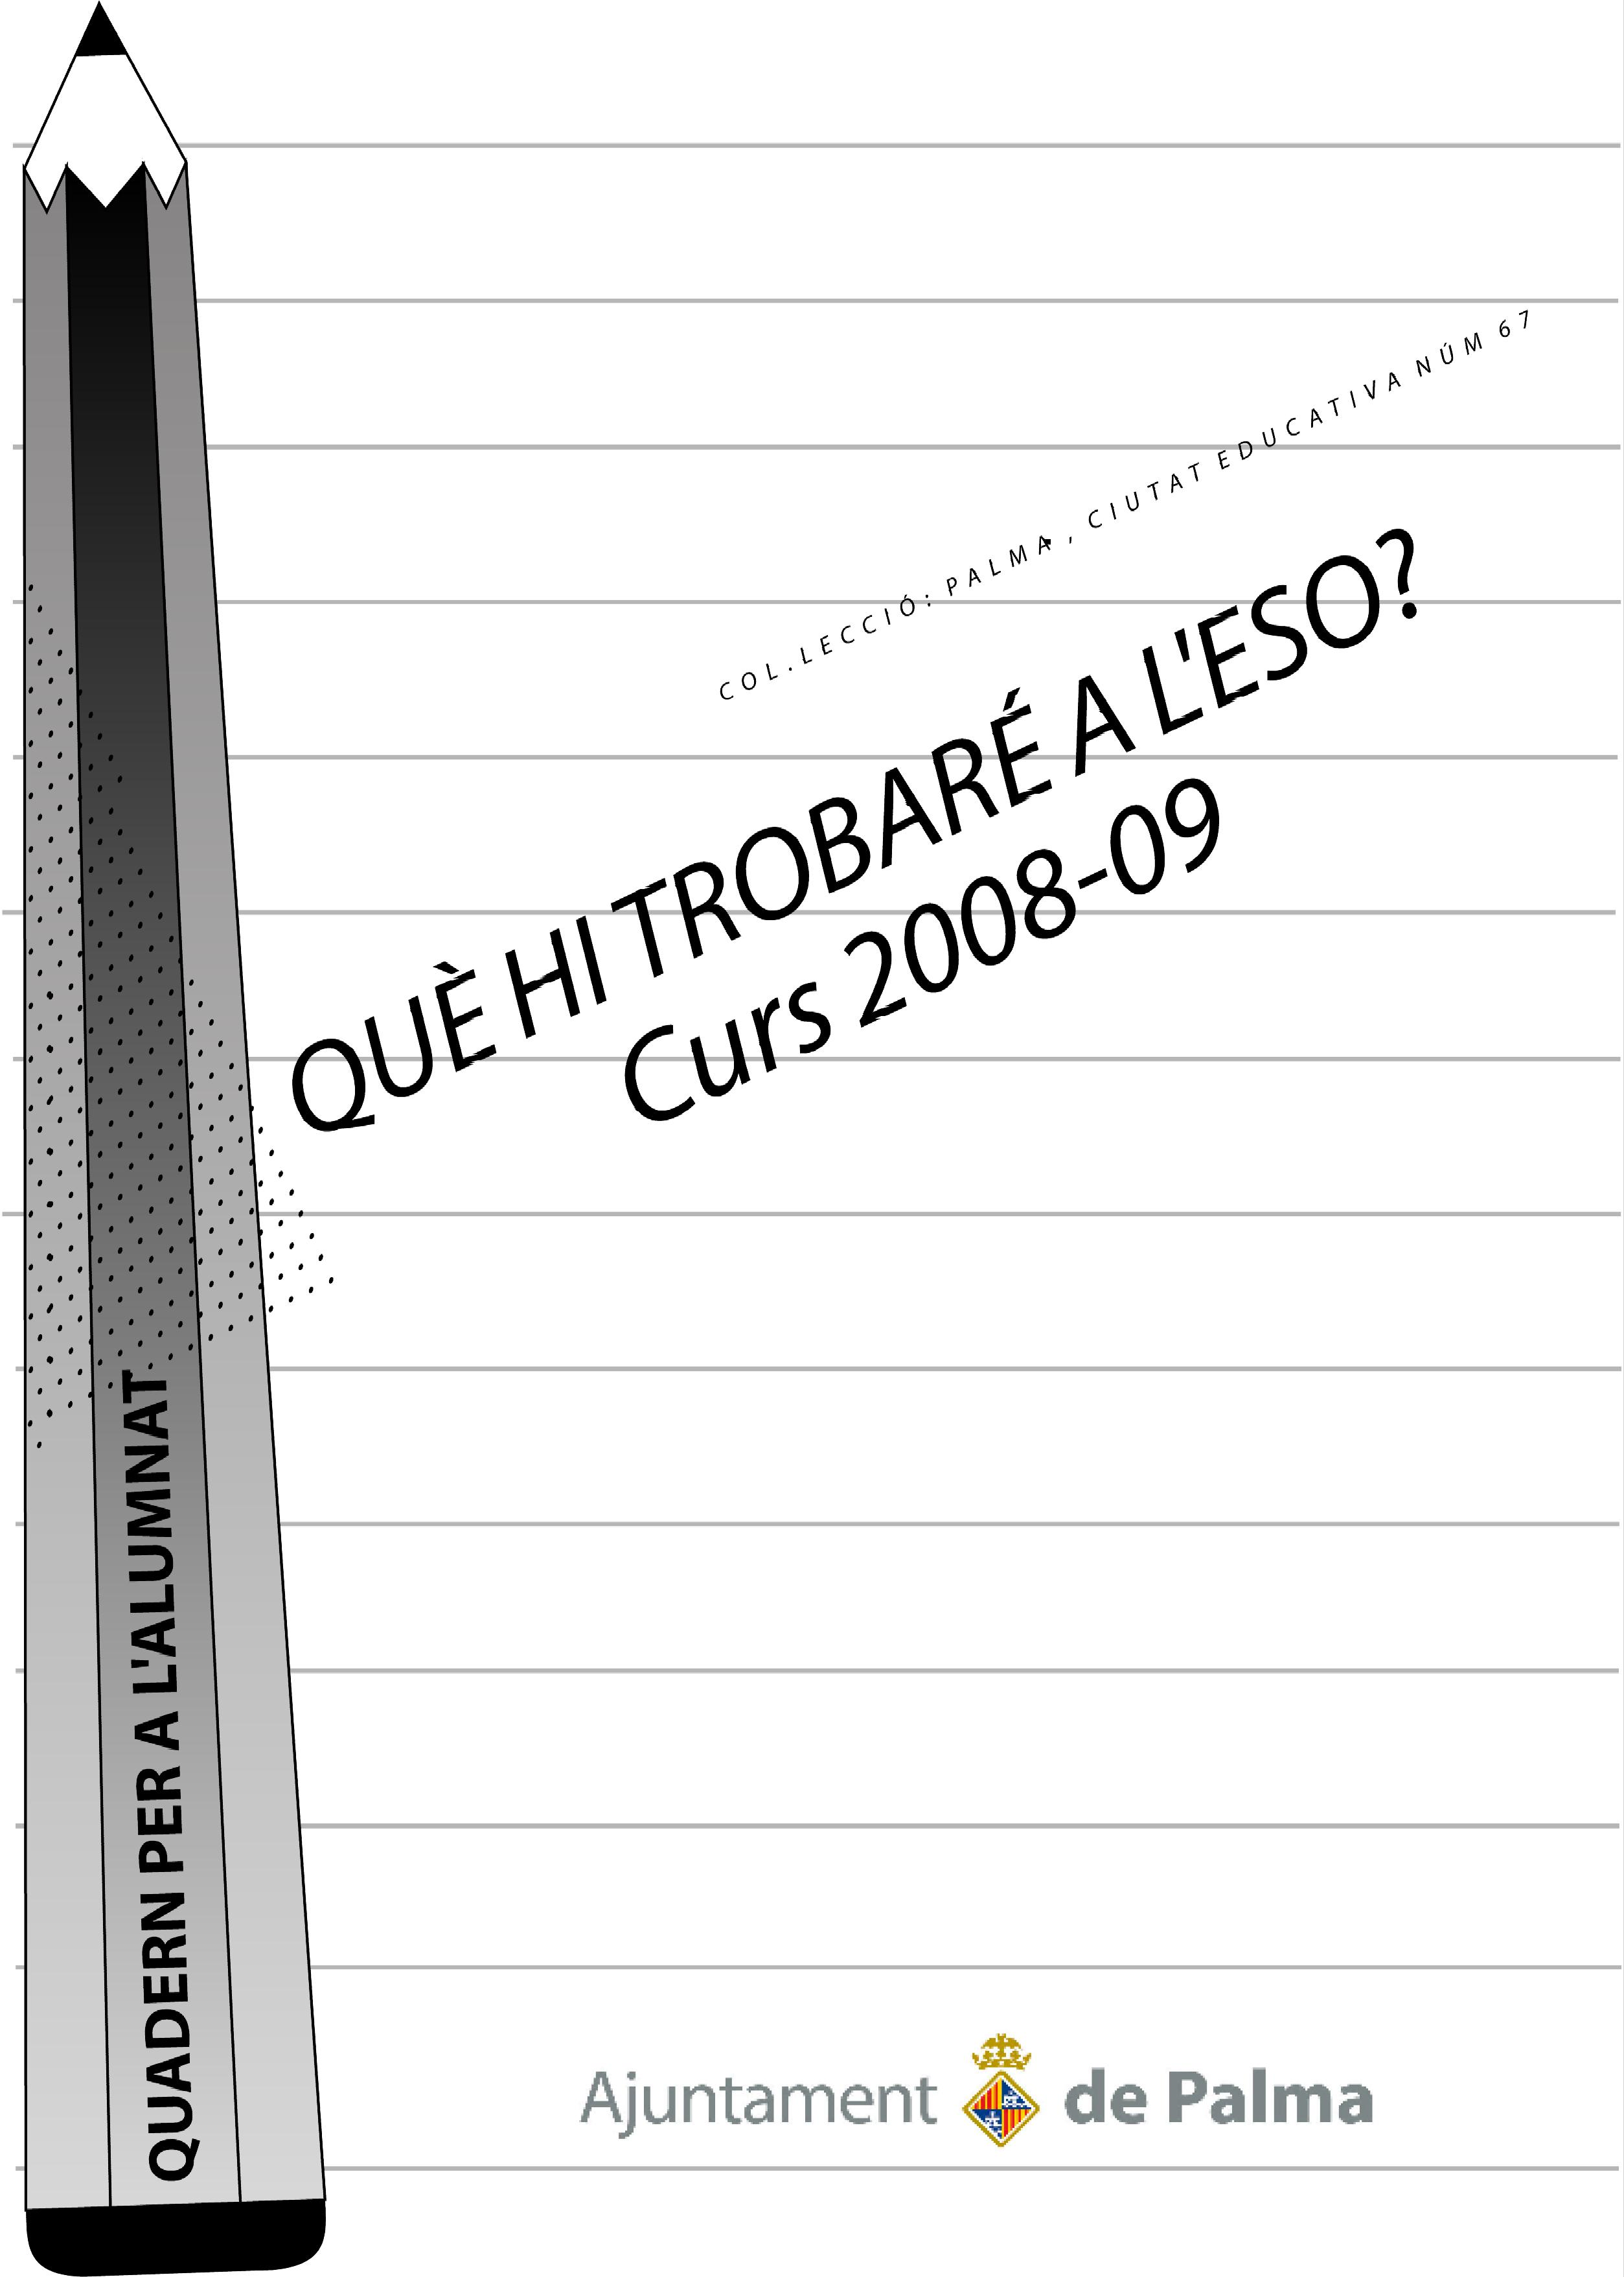 COL.LECCIÓ: PALMA, CIUTAT EDUCATIVA NÚM 67
QUÈ HI TROBARÉ A L'ESO?
Curs 2008-09
QUADERN PER A L'ALUMNAT
Ajuntament de Palma